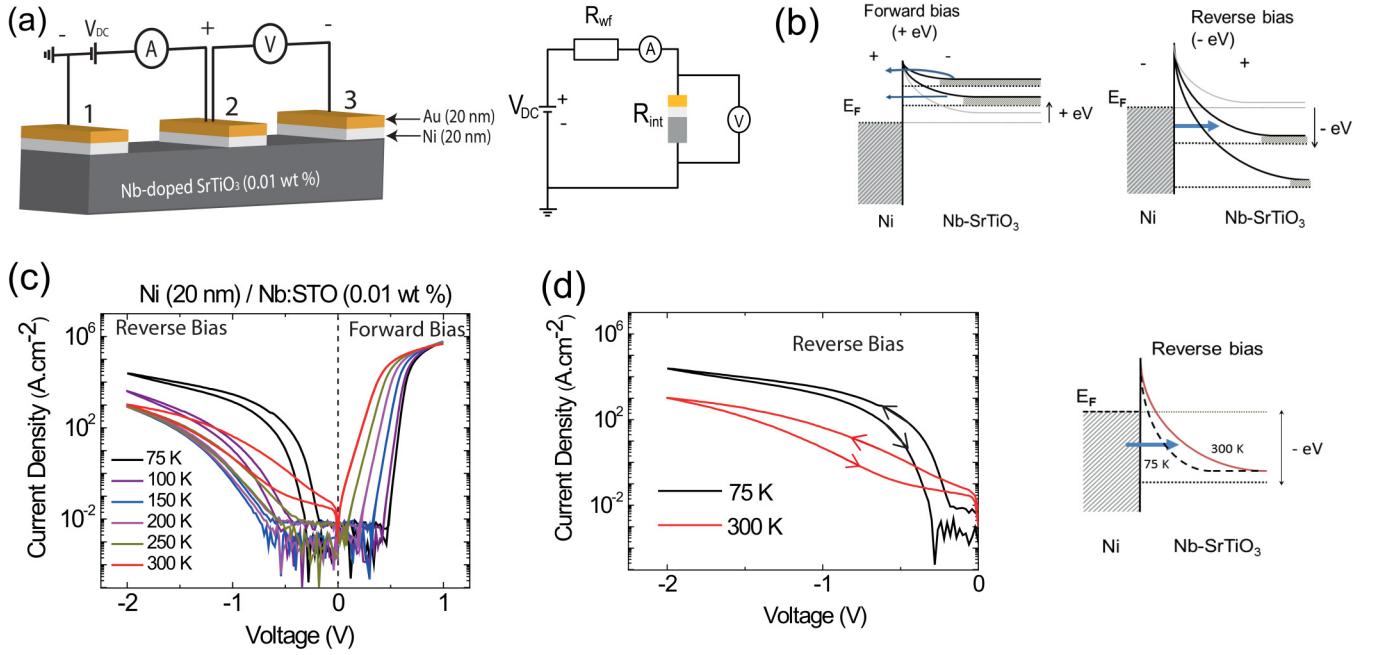 (a)
-
V_DC
A
+
V
-
1
2
3
Au (20 nm)
Ni (20 nm)
Nb-doped SrTiO₃ (0.01 wt %)
R_wf
A
V_DC
+
-
R_int
V
(b)
Forward bias
(+ eV)
+
-
E_F
+ eV
Ni
Nb-SrTiO₃
Reverse bias
(- eV)
-
+
E_F
- eV
Ni
Nb-SrTiO₃
(c)
Ni (20 nm) / Nb:STO (0.01 wt %)
Reverse Bias
Forward Bias
Current Density (A.cm⁻²)
10⁶
10²
10⁻²
75 K
100 K
150 K
200 K
250 K
300 K
-2
-1
0
1
Voltage (V)
(d)
Reverse Bias
Current Density (A.cm⁻²)
10⁶
10²
10⁻²
75 K
300 K
-2
-1
0
Voltage (V)
Reverse bias
E_F
300 K
75 K
- eV
Ni
Nb-SrTiO₃